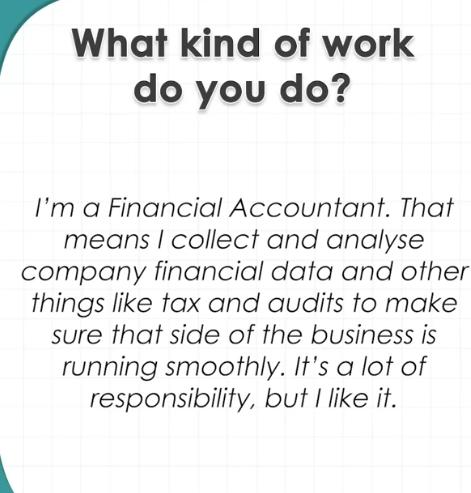 What kind of work
do you do?
I'm a Financial Accountant. That
means I collect and analyse
company financial data and other
things like tax and audits to make
sure that side of the business is
running smoothly. It's a lot of
responsibility, but I like it.